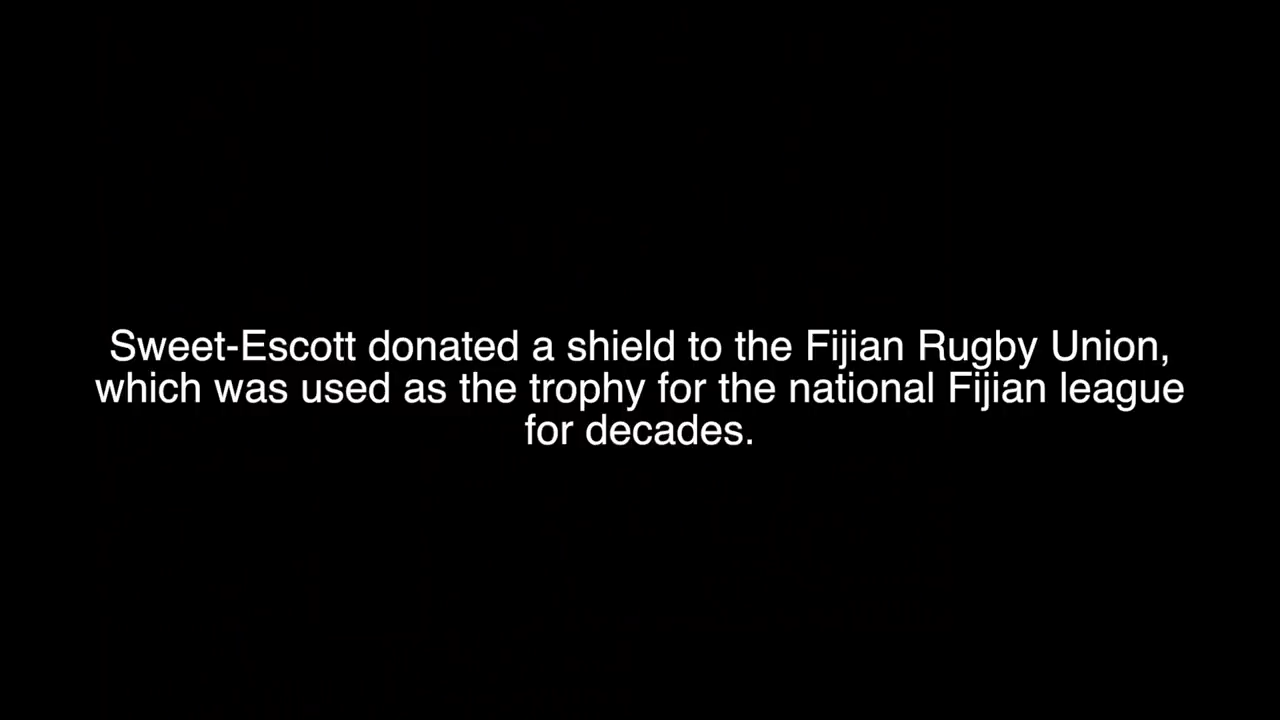 Sweet-Escott donated a shield to the Fijian Rugby Union,
which was used as the trophy for the national Fijian league
for decades.